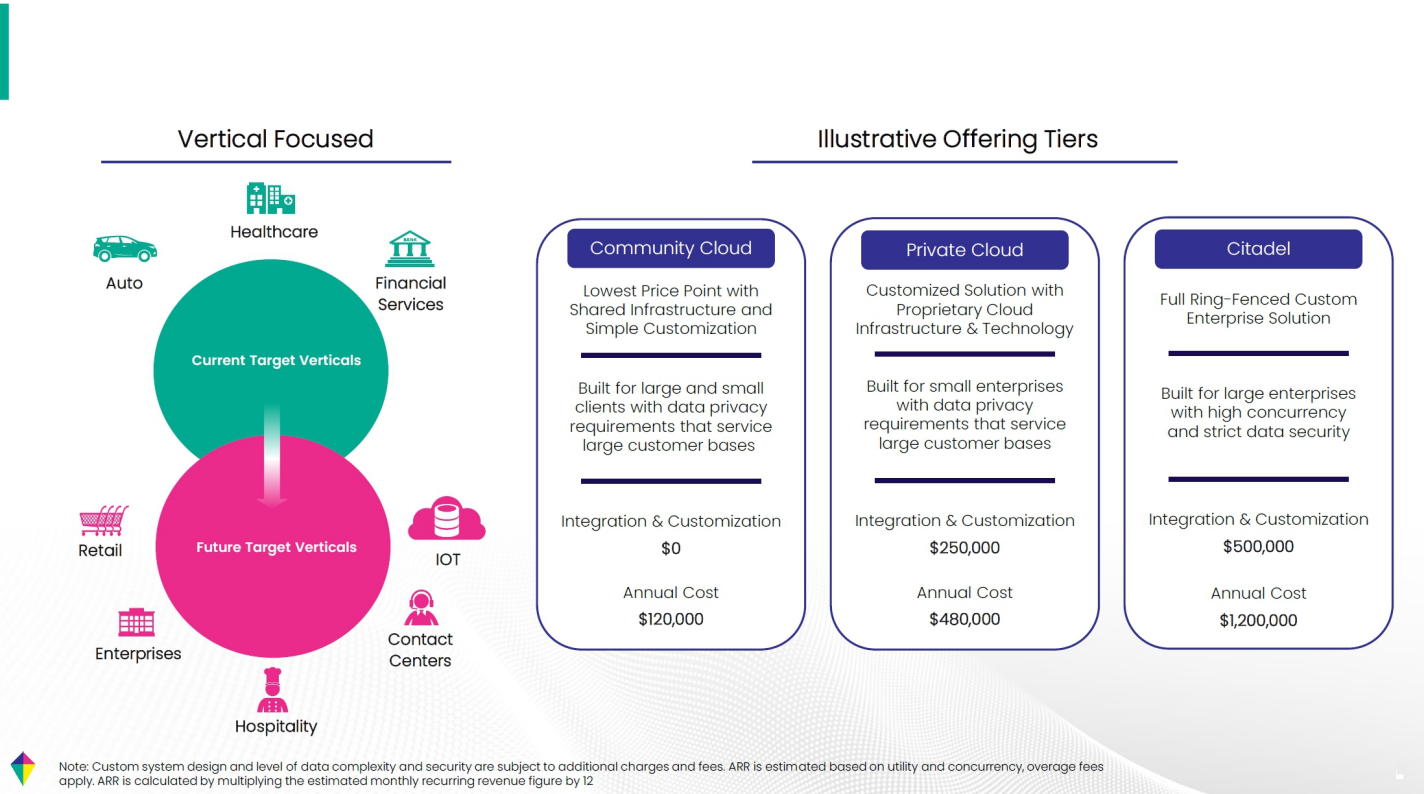 Vertical Focused
Healthcare
Auto
Financial
Services
BANK
Current Target Verticals
Future Target Verticals
Retail
IOT
Enterprises
Contact
Centers
Hospitality
Illustrative Offering Tiers
Community Cloud
Lowest Price Point with
Shared Infrastructure and
Simple Customization
Built for large and small
clients with data privacy
requirements that service
large customer bases
Integration & Customization
$0
Annual Cost
$120,000
Private Cloud
Customized Solution with
Proprietary Cloud
Infrastructure & Technology
Built for small enterprises
with data privacy
requirements that service
large customer bases
Integration & Customization
$250,000
Annual Cost
$480,000
Citadel
Full Ring-Fenced Custom
Enterprise Solution
Built for large enterprises
with high concurrency
and strict data security
Integration & Customization
$500,000
Annual Cost
$1,200,000
Note: Custom system design and level of data complexity and security are subject to additional charges and fees. ARR is estimated based on utility and concurrency, overage fees
apply. ARR is calculated by multiplying the estimated monthly recurring revenue figure by 12